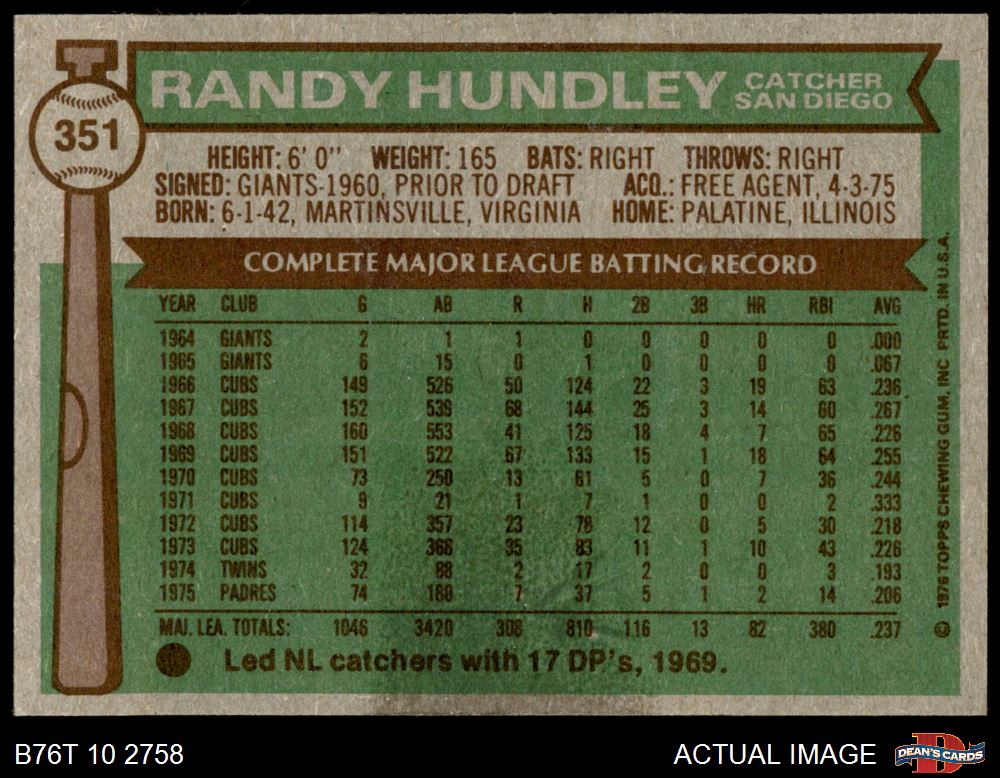 RANDY HUNDLEY CATCHER SAN DIEGO
351
HEIGHT: 6' 0" WEIGHT: 165 BATS: RIGHT THROWS: RIGHT
SIGNED: GIANTS-1960, PRIOR TO DRAFT ACQ.: FREE AGENT, 4-3-75
BORN: 6-1-42, MARTINSVILLE, VIRGINIA HOME: PALATINE, ILLINOIS
COMPLETE MAJOR LEAGUE BATTING RECORD
YEAR CLUB G AB R H 2B 3B HR RBI AVG
1964 GIANTS 2 1 1 0 0 0 0 0 .000
1965 GIANTS 6 15 0 1 0 0 0 0 .067
1966 CUBS 149 526 50 124 22 3 19 63 .236
1967 CUBS 152 539 68 144 25 3 14 60 .267
1968 CUBS 160 553 41 125 18 4 7 65 .226
1969 CUBS 151 522 67 133 15 1 18 64 .255
1970 CUBS 73 250 13 61 5 0 7 36 .244
1971 CUBS 9 21 1 7 1 0 0 2 .333
1972 CUBS 114 357 23 78 12 0 5 30 .218
1973 CUBS 124 368 35 83 11 1 10 43 .226
1974 TWINS 32 88 2 17 2 0 0 3 .193
1975 PADRES 74 180 7 37 5 1 2 14 .206
MAJ. LEA. TOTALS: 1046 3420 308 810 116 13 82 380 .237
Led NL catchers with 17 DP's, 1969.
© 1976 TOPPS CHEWING GUM, INC PRTD. IN U.S.A.
B76T 10 2758
ACTUAL IMAGE
DEAN'S CARDS